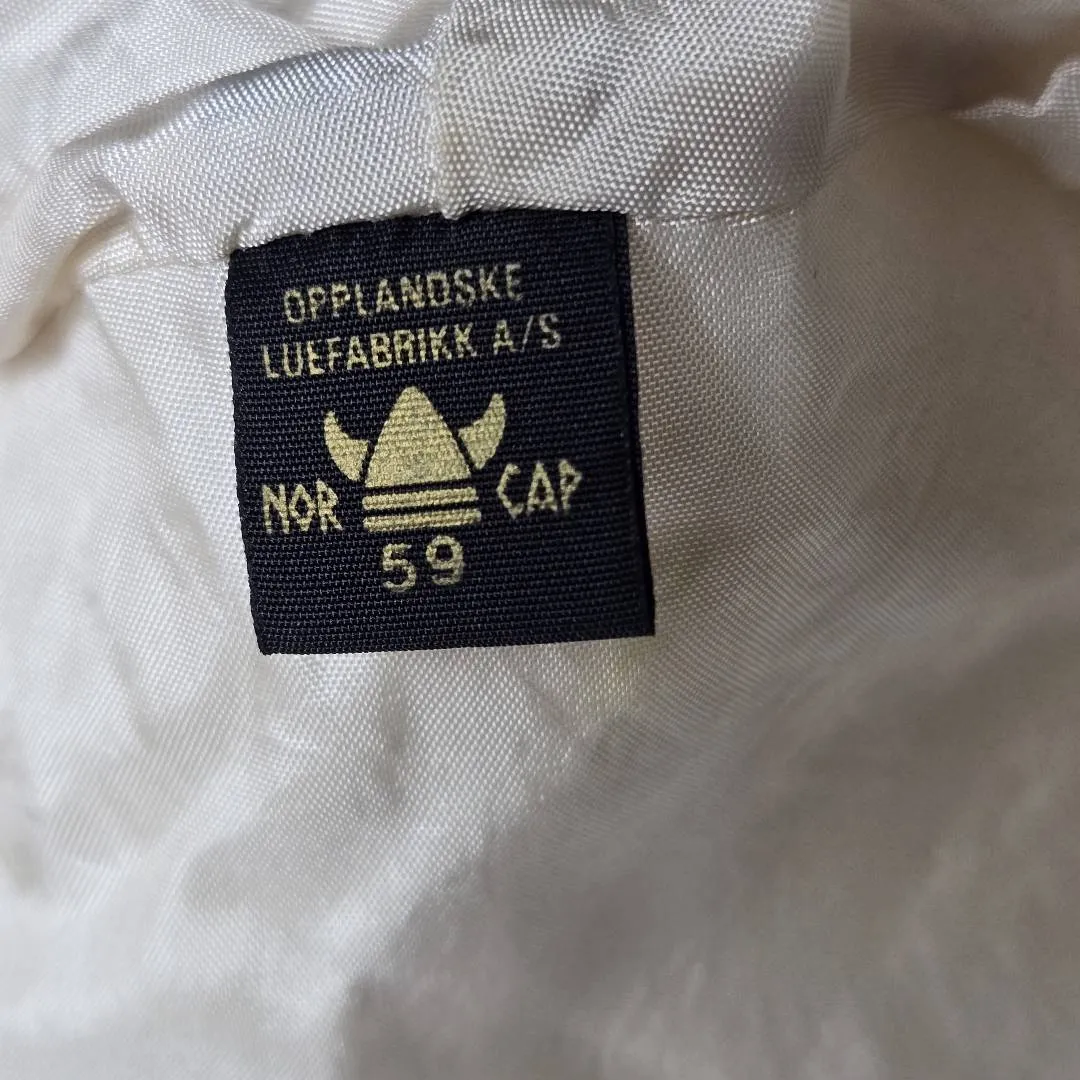 OPPLANDSKE
LUEFABRIKK A/S
NOR CAP
59